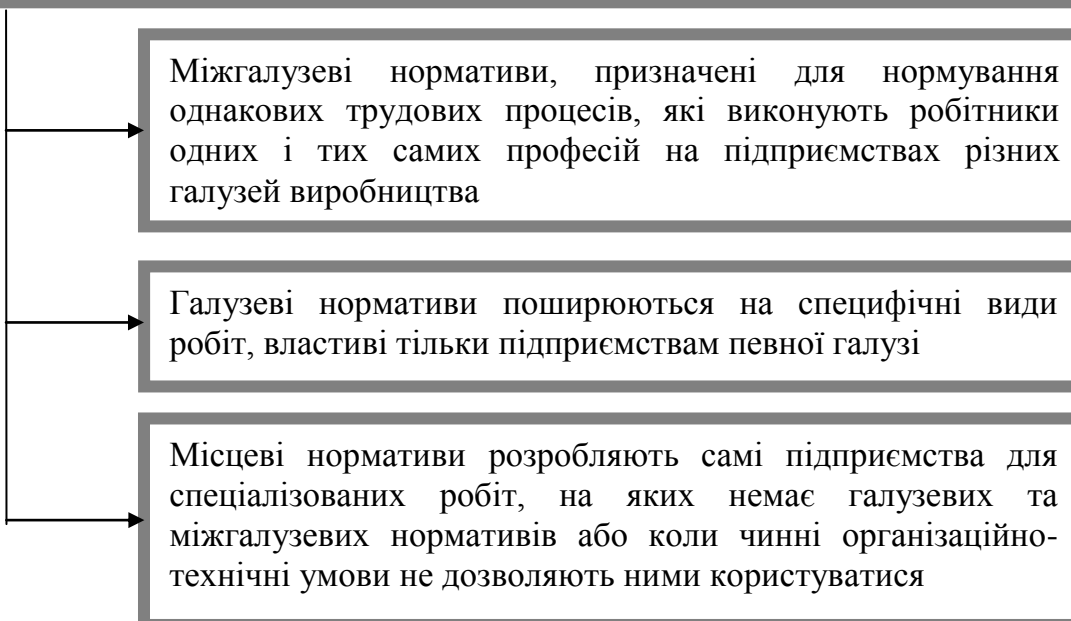 Міжгалузеві нормативи, призначені для нормування
однакових трудових процесів, які виконують робітники
одних і тих самих професій на підприємствах різних
галузей виробництва
Галузеві нормативи поширюються на специфічні види
робіт, властиві тільки підприємствам певної галузі
Місцеві нормативи розробляють самі підприємства для
спеціалізованих робіт, на яких немає галузевих та
міжгалузевих нормативів або коли чинні організаційно-
технічні умови не дозволяють ними користуватися